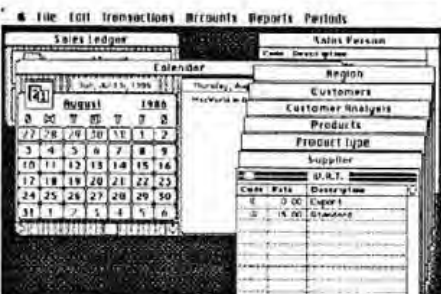 File Edit Transactions Accounts Reports Periods
Sales Ledger
Sales Person
Code Description
Calendar
Region
Customers
Customer Analysis
Products
Product Type
Supplier
V.A.T.
August 1986
27 28 29 30 31 1 2
3 4 5 6 7 8 9
10 11 12 13 14 15 16
17 18 19 20 21 22 23
24 25 26 27 28 29 30
31 1 2 3 4 5 6
Code Rate Description
0.00 Export
15.00 Standard